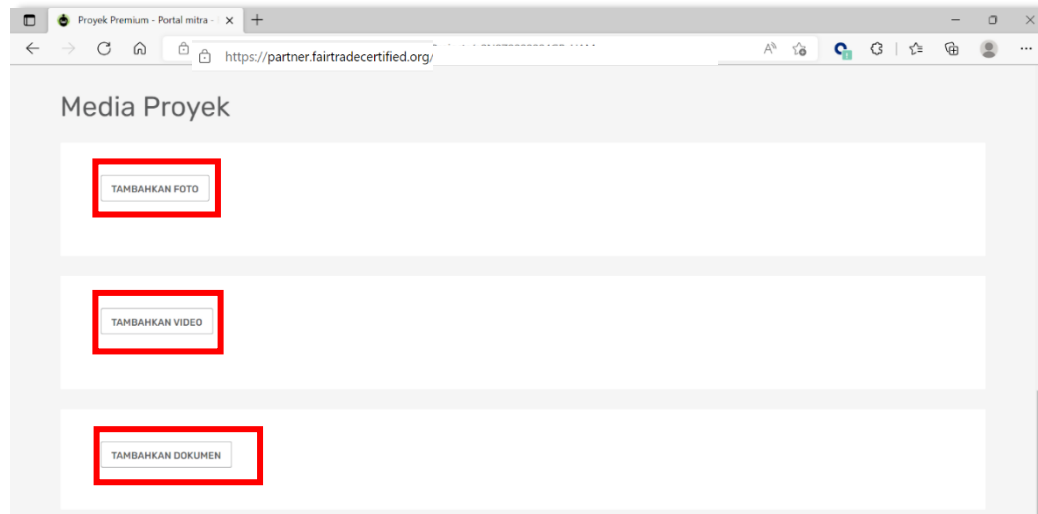 Proyek Premium - Portal mitra -
https://partner.fairtradecertified.org/
Media Proyek
TAMBAHKAN FOTO
TAMBAHKAN VIDEO
TAMBAHKAN DOKUMEN